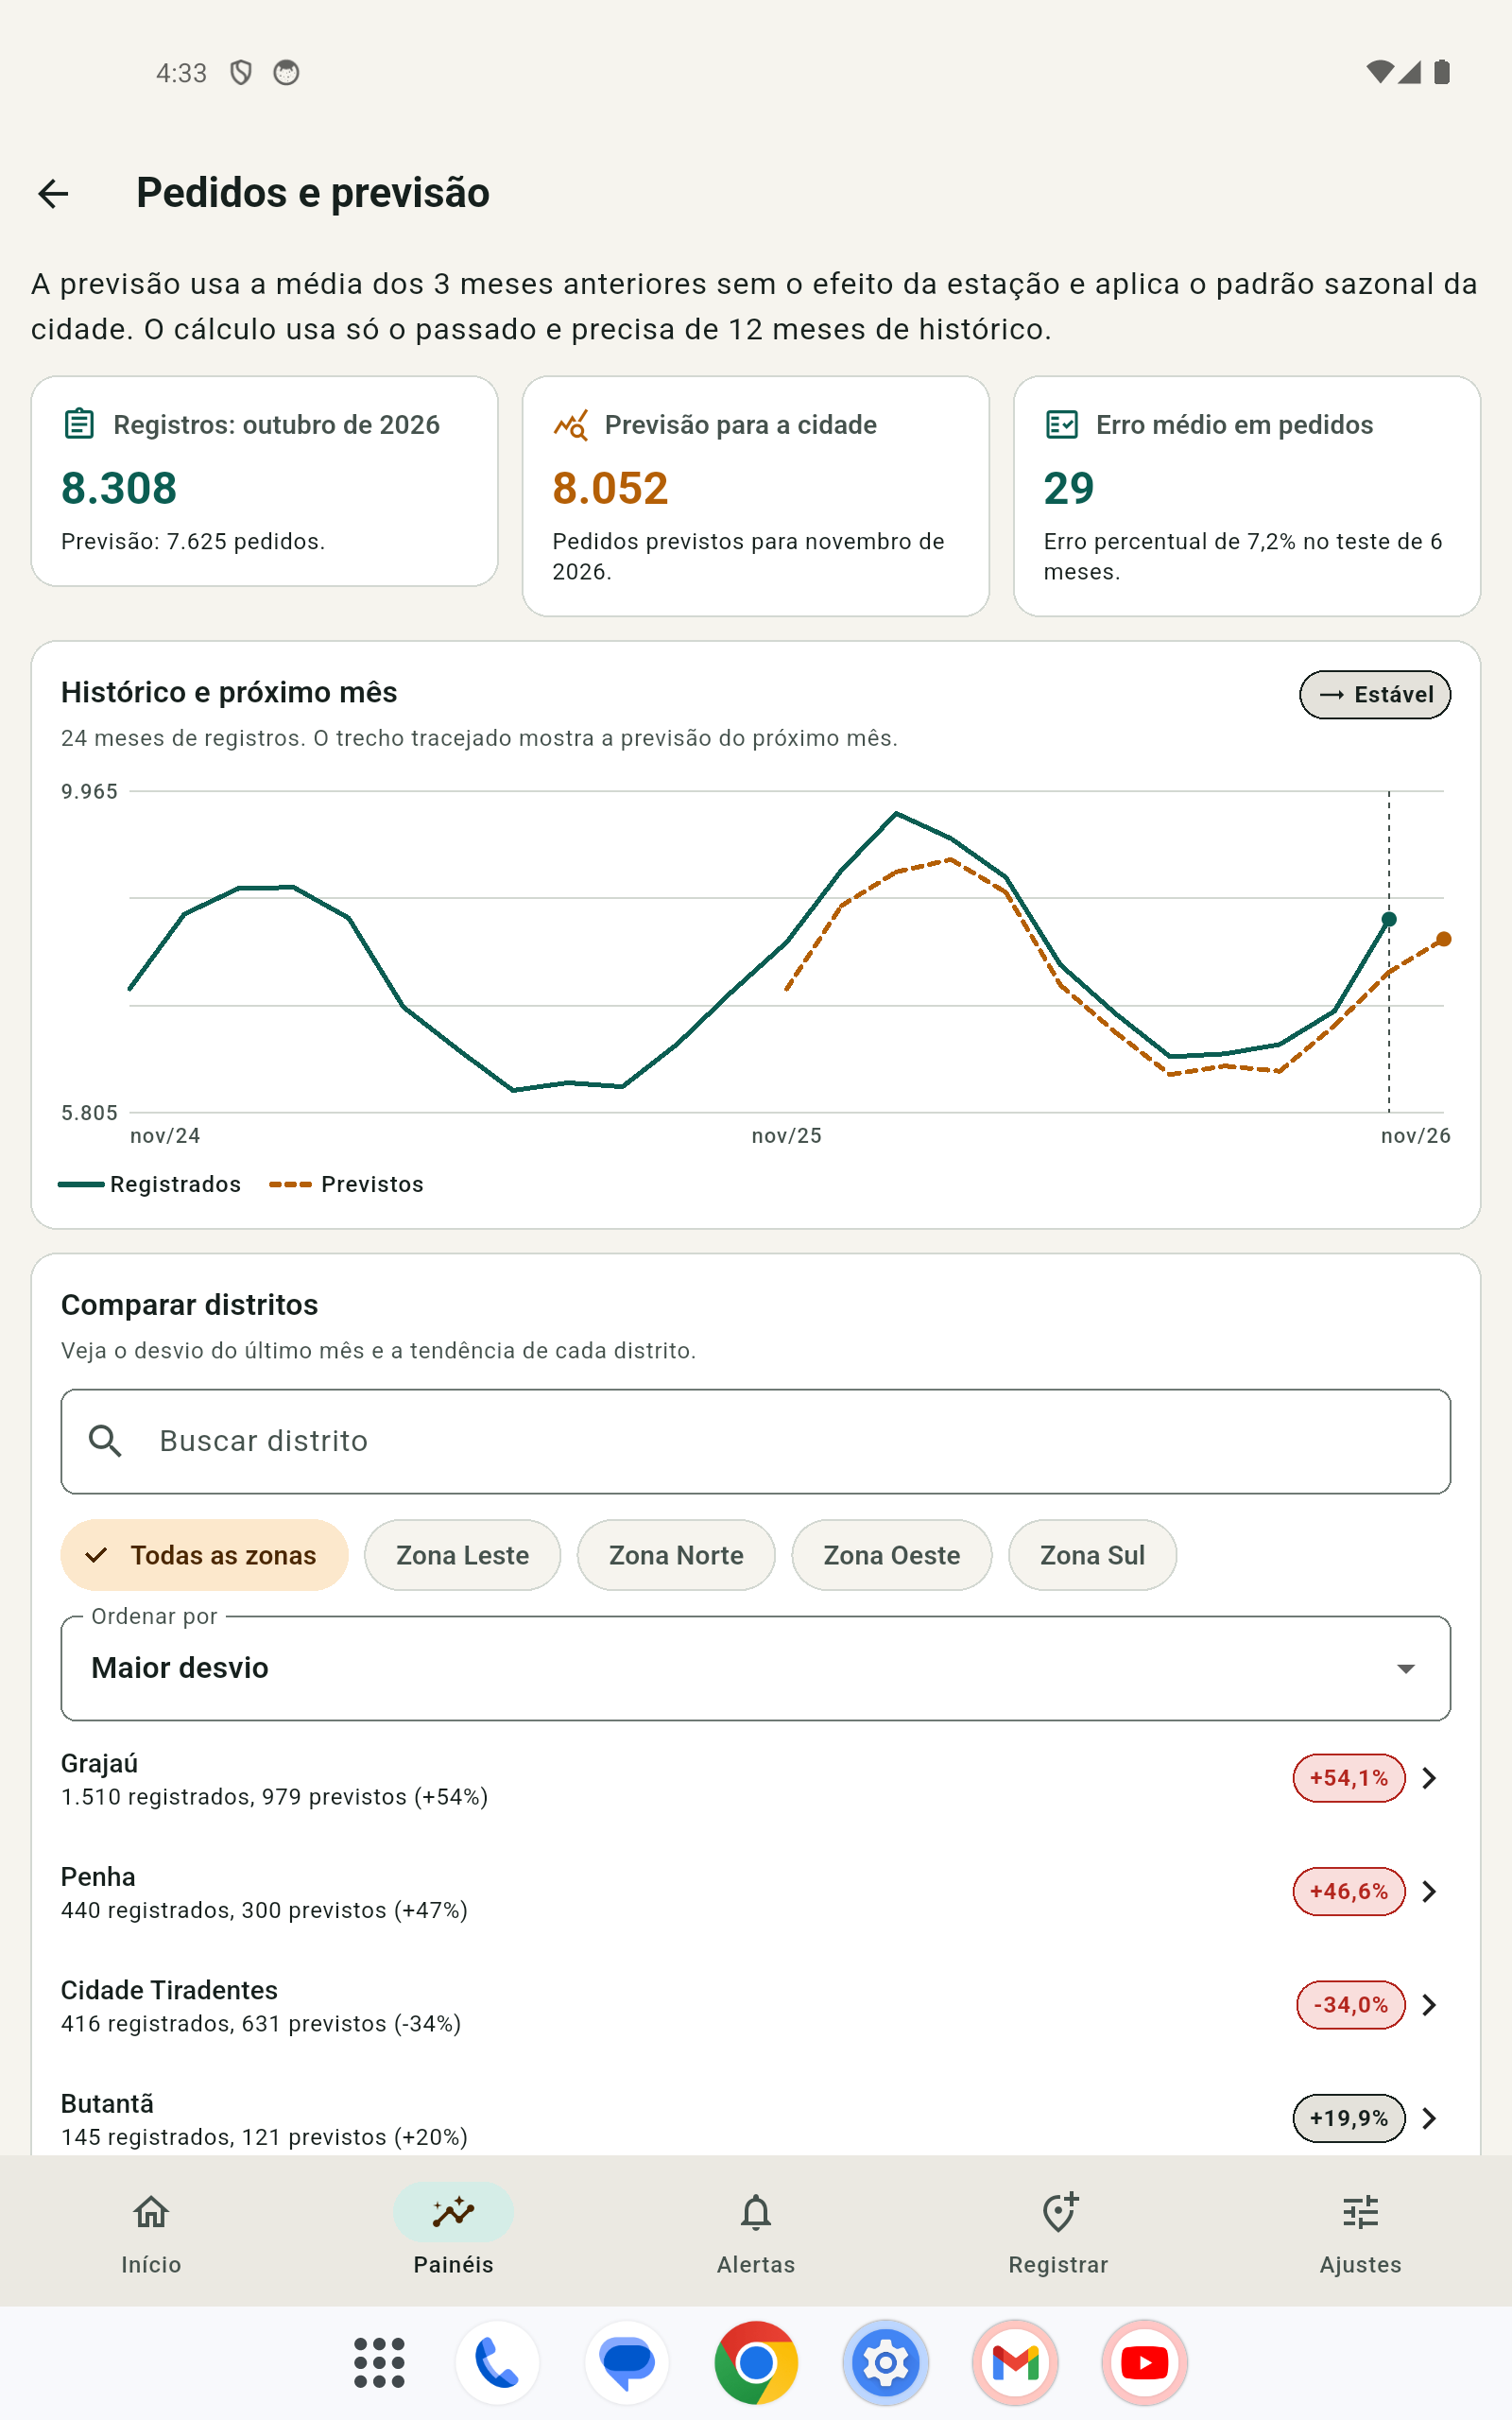 4:33
Pedidos e previsão
A previsão usa a média dos 3 meses anteriores sem o efeito da estação e aplica o padrão sazonal da
cidade. O cálculo usa só o passado e precisa de 12 meses de histórico.
Registros: outubro de 2026
8.308
Previsão: 7.625 pedidos.
Previsão para a cidade
8.052
Pedidos previstos para novembro de
2026.
Erro médio em pedidos
29
Erro percentual de 7,2% no teste de 6
meses.
Histórico e próximo mês
Estável
24 meses de registros. O trecho tracejado mostra a previsão do próximo mês.
9.965
5.805
nov/24
nov/25
nov/26
Registrados
Previstos
Comparar distritos
Veja o desvio do último mês e a tendência de cada distrito.
Buscar distrito
Todas as zonas
Zona Leste
Zona Norte
Zona Oeste
Zona Sul
Ordenar por
Maior desvio
Grajaú
1.510 registrados, 979 previstos (+54%)
+54,1%
Penha
440 registrados, 300 previstos (+47%)
+46,6%
Cidade Tiradentes
416 registrados, 631 previstos (-34%)
-34,0%
Butantã
145 registrados, 121 previstos (+20%)
+19,9%
Início
Painéis
Alertas
Registrar
Ajustes